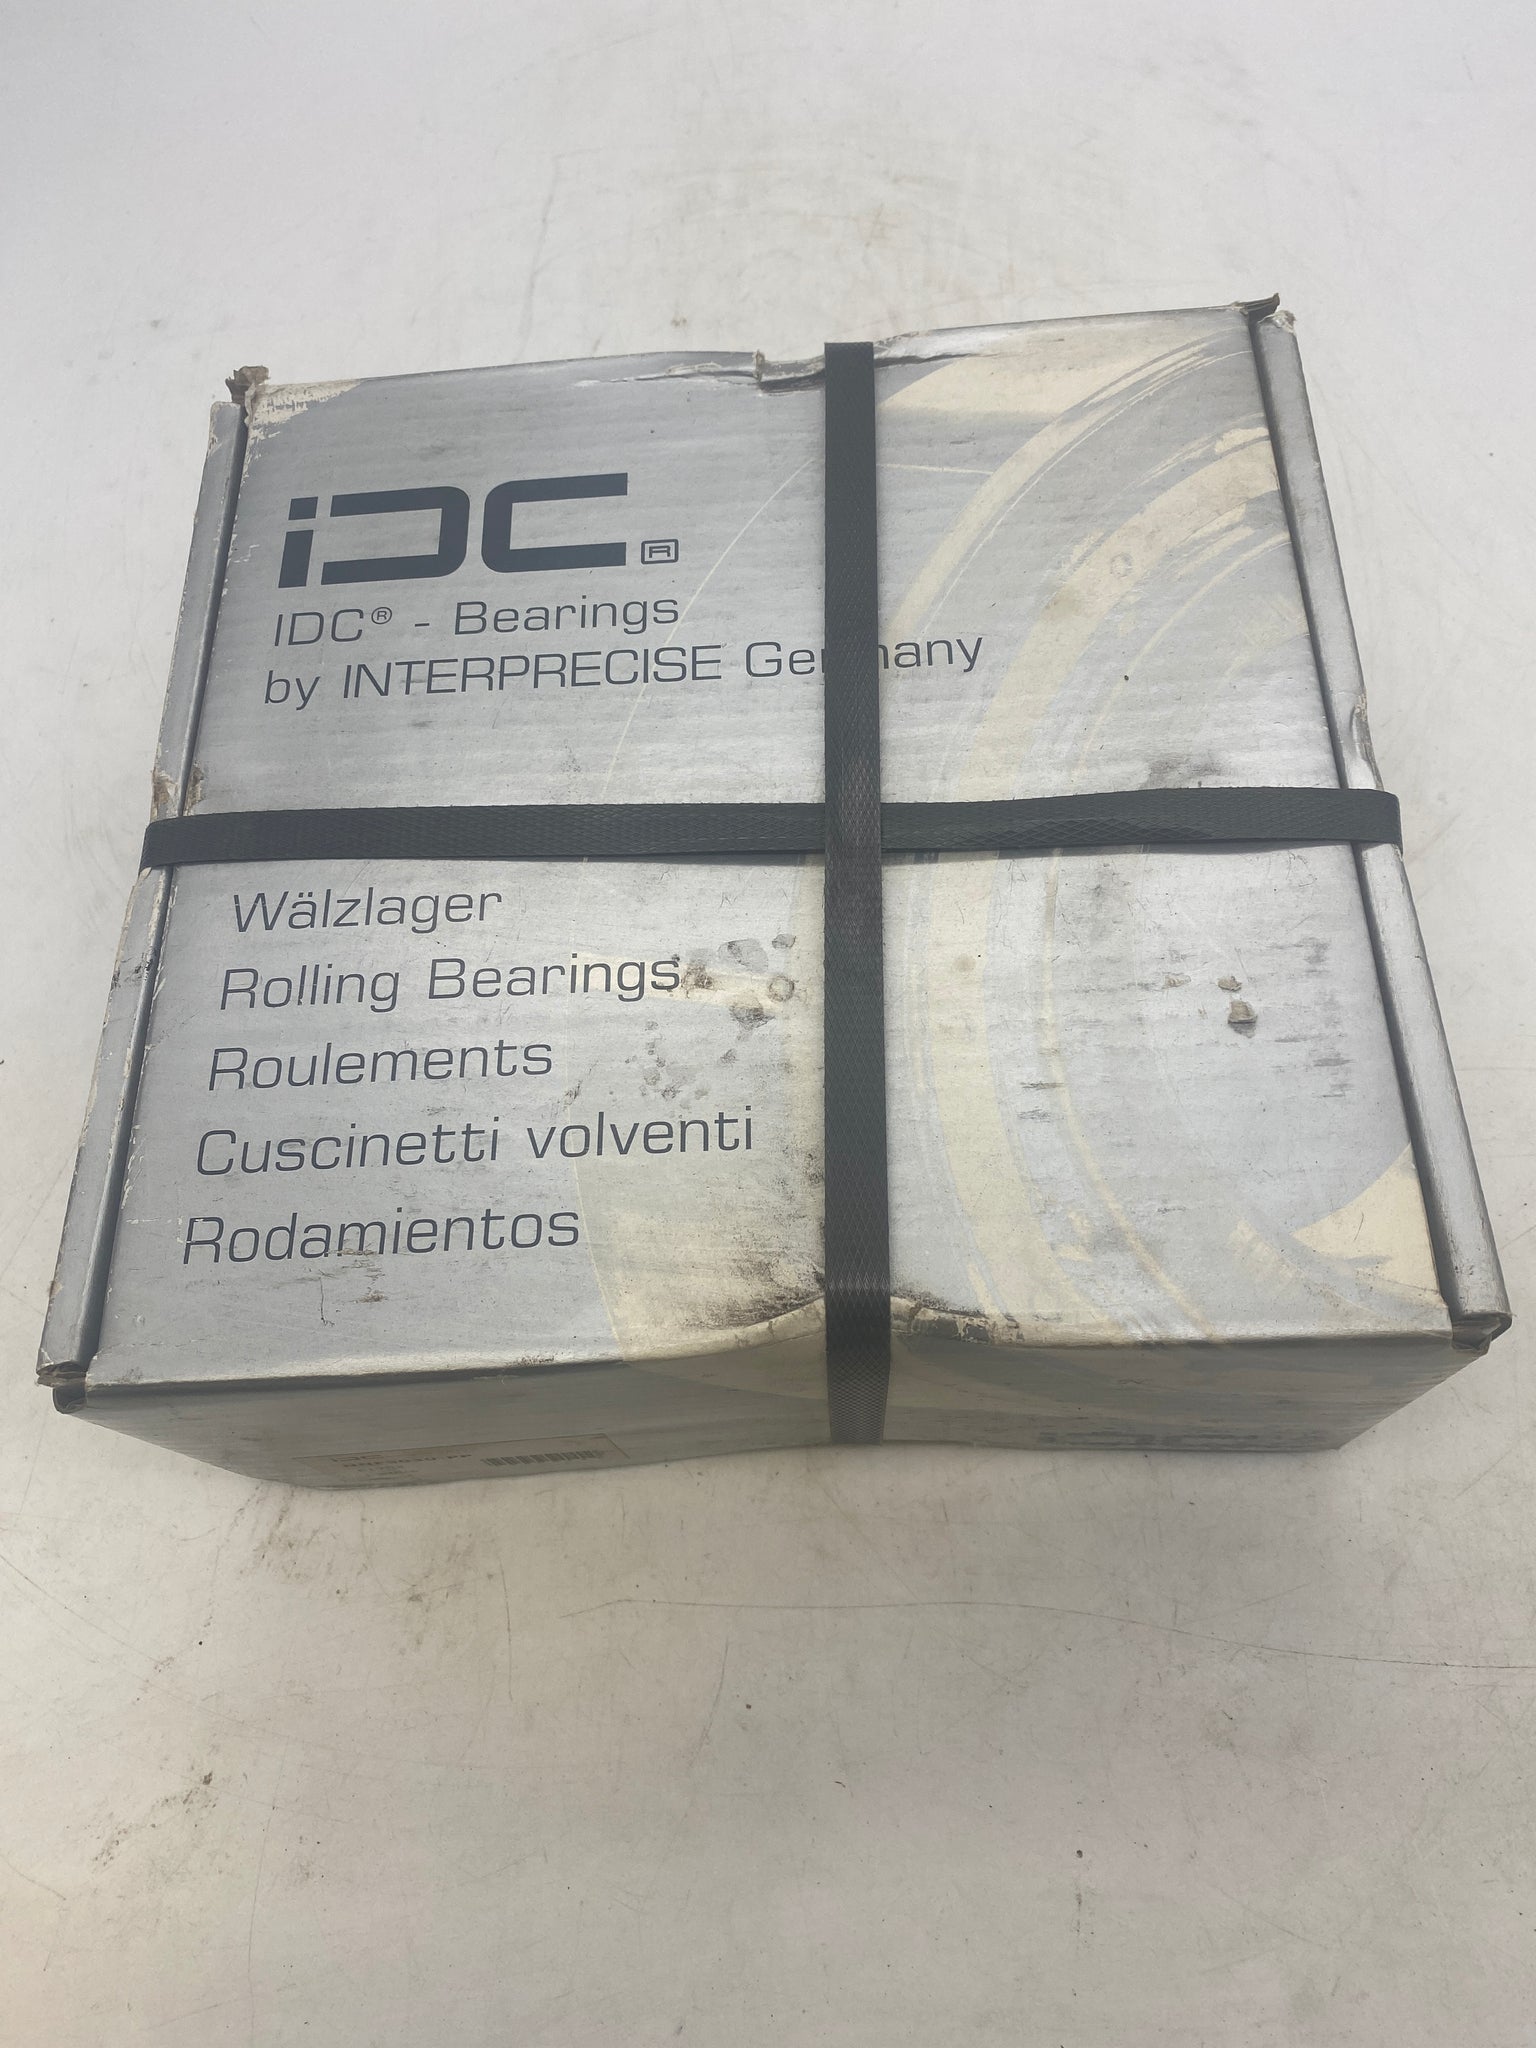 iDC®
IDC® - Bearings
by INTERPRECISE Germany
Wälzlager
Rolling Bearings
Roulements
Cuscinetti volventi
Rodamientos